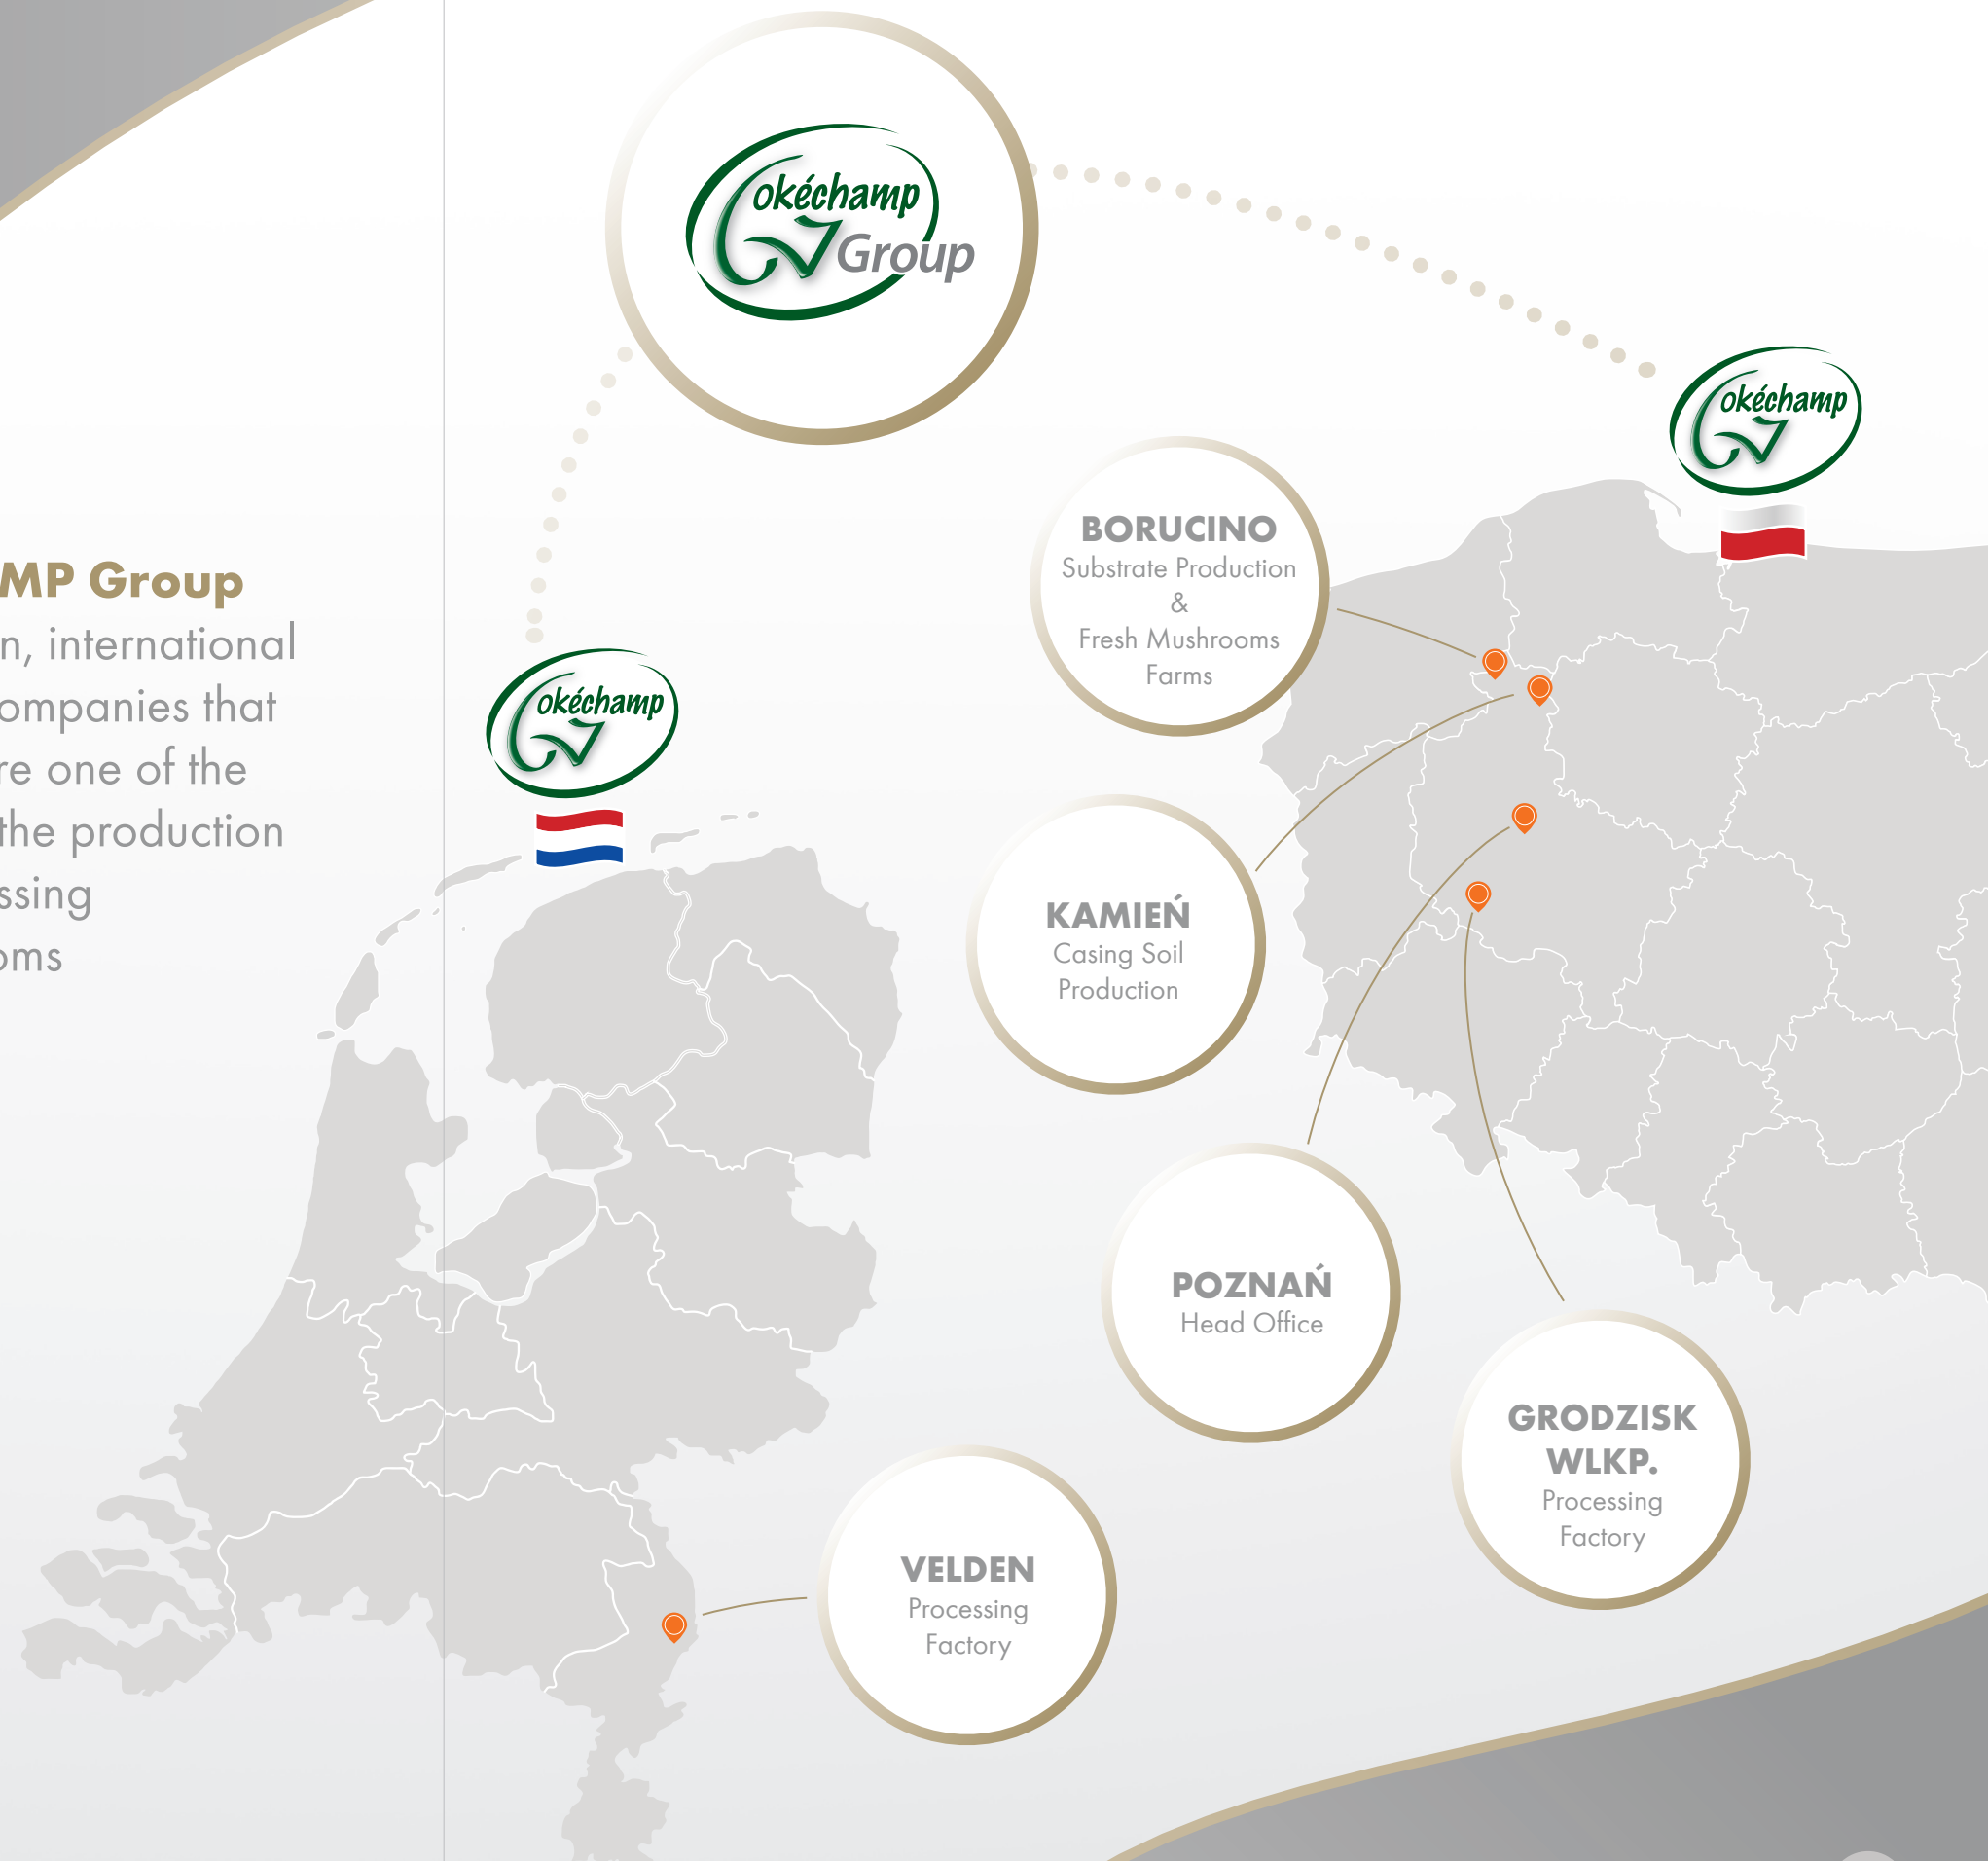 okéchamp
Group
okéchamp
MP Group
n, international
ompanies that
re one of the
the production
ssing
oms
okéchamp
BORUCINO
Substrate Production
&
Fresh Mushrooms
Farms
KAMIEŃ
Casing Soil
Production
POZNAŃ
Head Office
GRODZISK
WLKP.
Processing
Factory
VELDEN
Processing
Factory